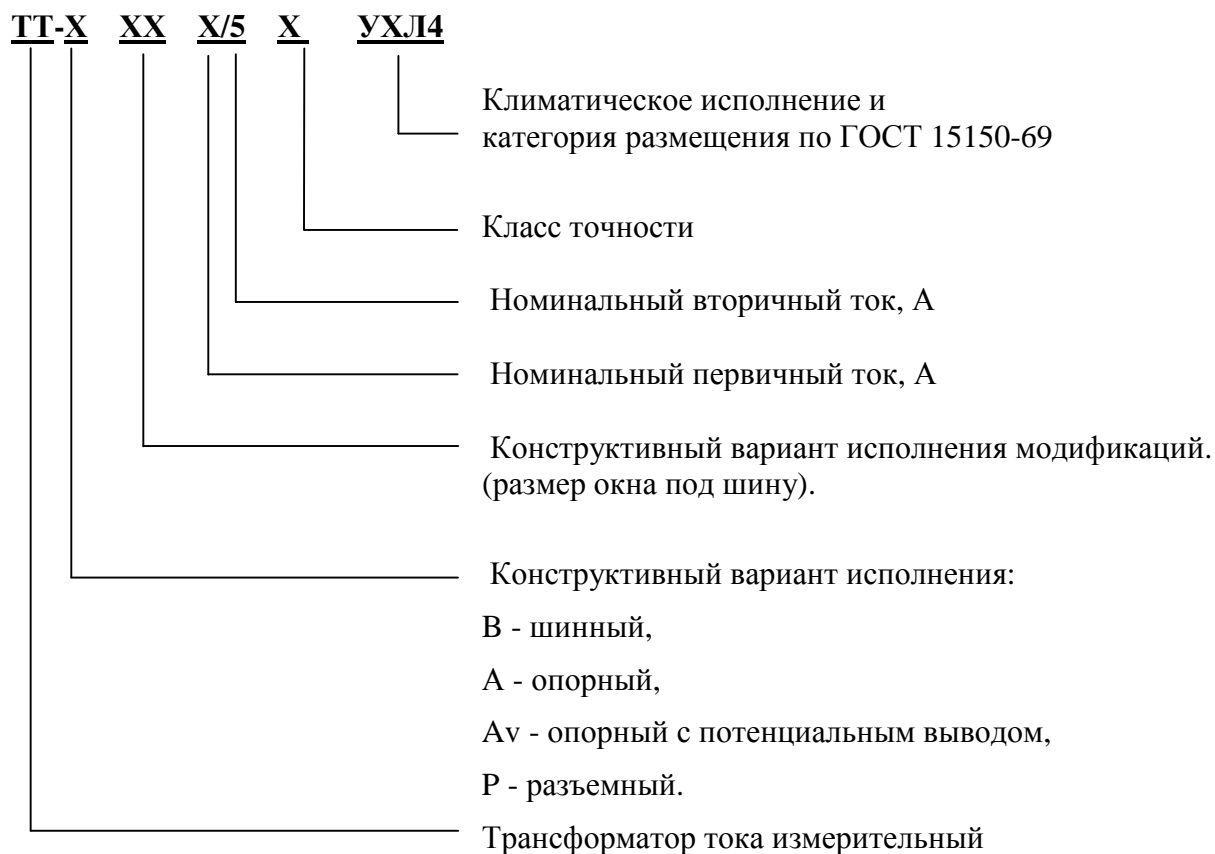 ТТ-Х ХХ Х/5 Х УХЛ4
Климатическое исполнение и
категория размещения по ГОСТ 15150-69
Класс точности
Номинальный вторичный ток, А
Номинальный первичный ток, А
Конструктивный вариант исполнения модификаций.
(размер окна под шину).
Конструктивный вариант исполнения:
В - шинный,
А - опорный,
Av - опорный с потенциальным выводом,
Р - разъемный.
Трансформатор тока измерительный